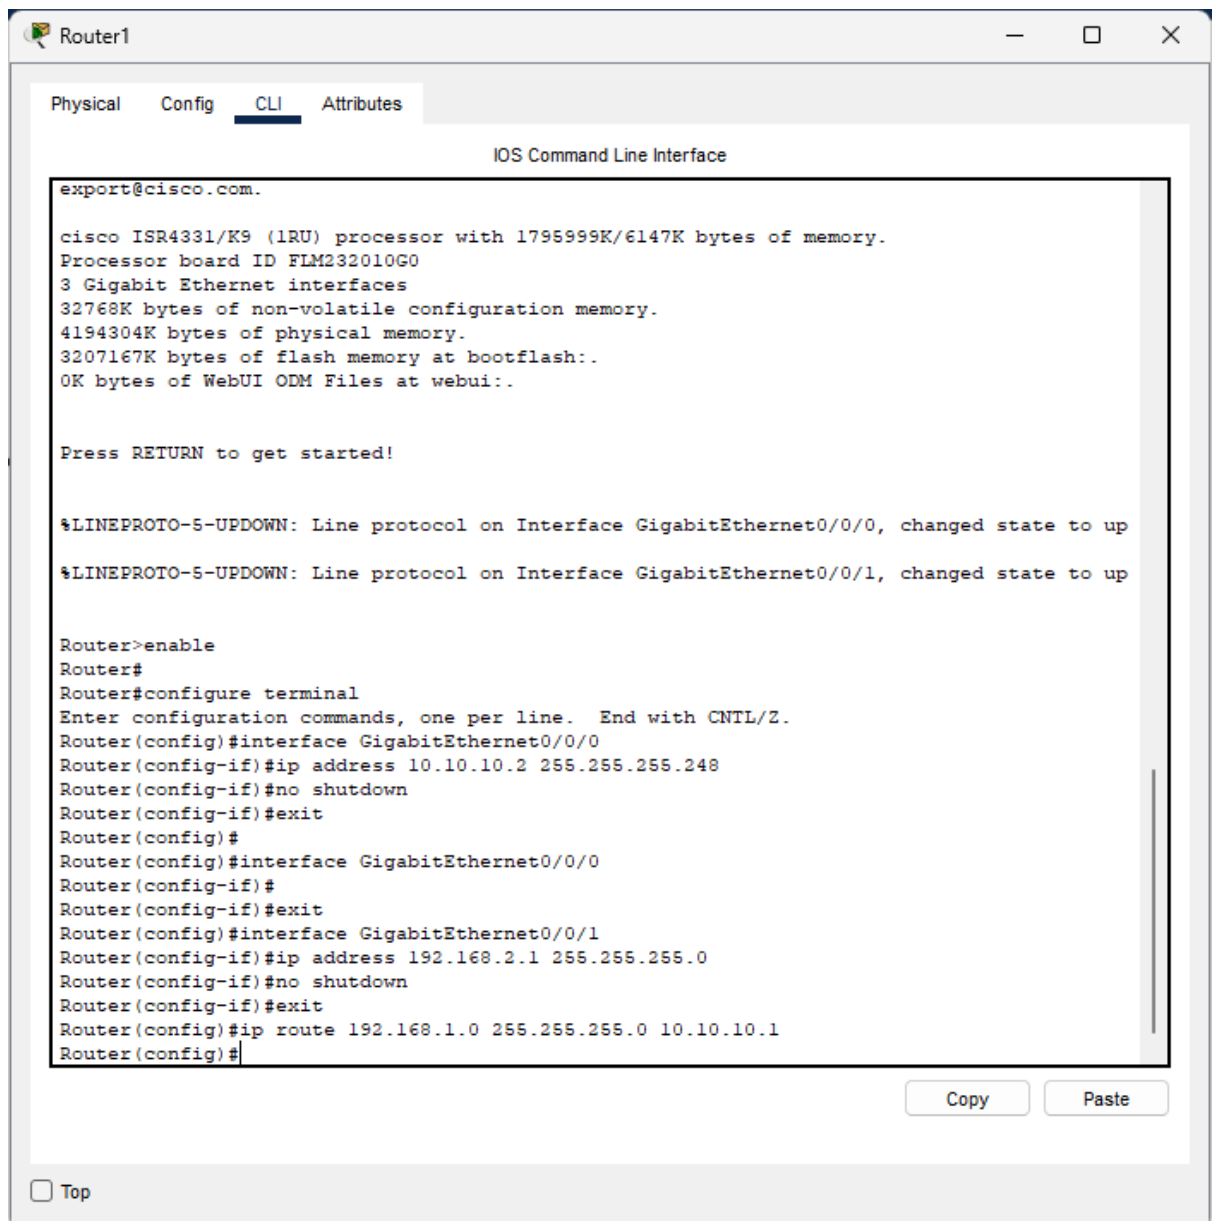 Router1
Physical Config CLI Attributes
IOS Command Line Interface
export@cisco.com.
cisco ISR4331/K9 (1RU) processor with 1795999K/6147K bytes of memory.
Processor board ID FLM232010G0
3 Gigabit Ethernet interfaces
32768K bytes of non-volatile configuration memory.
4194304K bytes of physical memory.
3207167K bytes of flash memory at bootflash:.
0K bytes of WebUI ODM Files at webui:.
Press RETURN to get started!
%LINEPROTO-5-UPDOWN: Line protocol on Interface GigabitEthernet0/0/0, changed state to up
%LINEPROTO-5-UPDOWN: Line protocol on Interface GigabitEthernet0/0/1, changed state to up
Router>enable
Router#
Router#configure terminal
Enter configuration commands, one per line.  End with CNTL/Z.
Router(config)#interface GigabitEthernet0/0/0
Router(config-if)#ip address 10.10.10.2 255.255.255.248
Router(config-if)#no shutdown
Router(config-if)#exit
Router(config)#
Router(config)#interface GigabitEthernet0/0/0
Router(config-if)#
Router(config-if)#exit
Router(config)#interface GigabitEthernet0/0/1
Router(config-if)#ip address 192.168.2.1 255.255.255.0
Router(config-if)#no shutdown
Router(config-if)#exit
Router(config)#ip route 192.168.1.0 255.255.255.0 10.10.10.1
Router(config)#
Copy Paste
Top